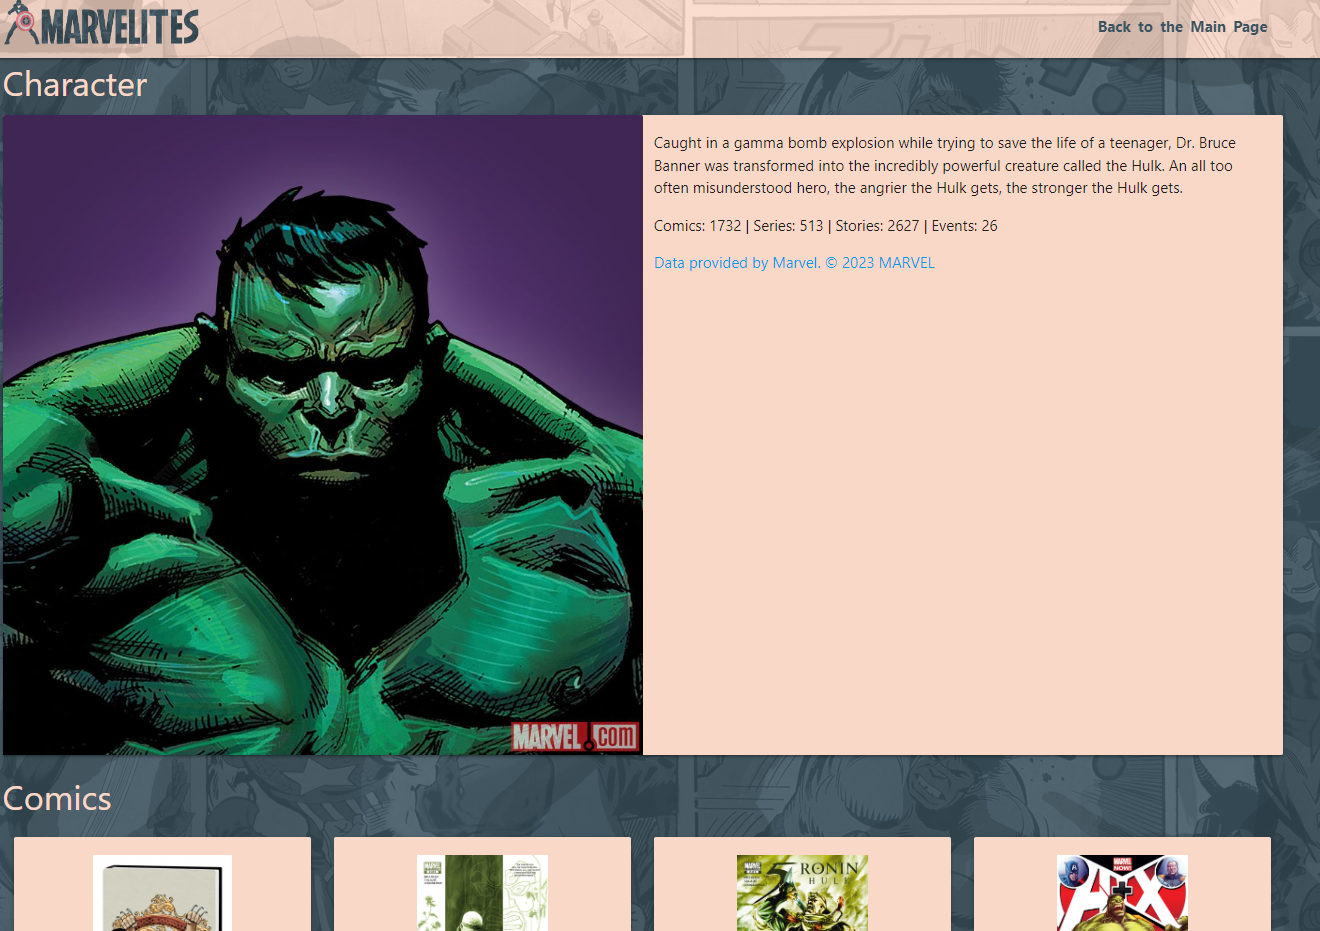 MARVELITES
Back to the Main Page
Character
Caught in a gamma bomb explosion while trying to save the life of a teenager, Dr. Bruce
Banner was transformed into the incredibly powerful creature called the Hulk. An all too
often misunderstood hero, the angrier the Hulk gets, the stronger the Hulk gets.
Comics: 1732 | Series: 513 | Stories: 2627 | Events: 26
Data provided by Marvel. © 2023 MARVEL
MARVEL.com
Comics
MARVEL
5 RONIN
HULK
MARVEL
NOW!
A+X